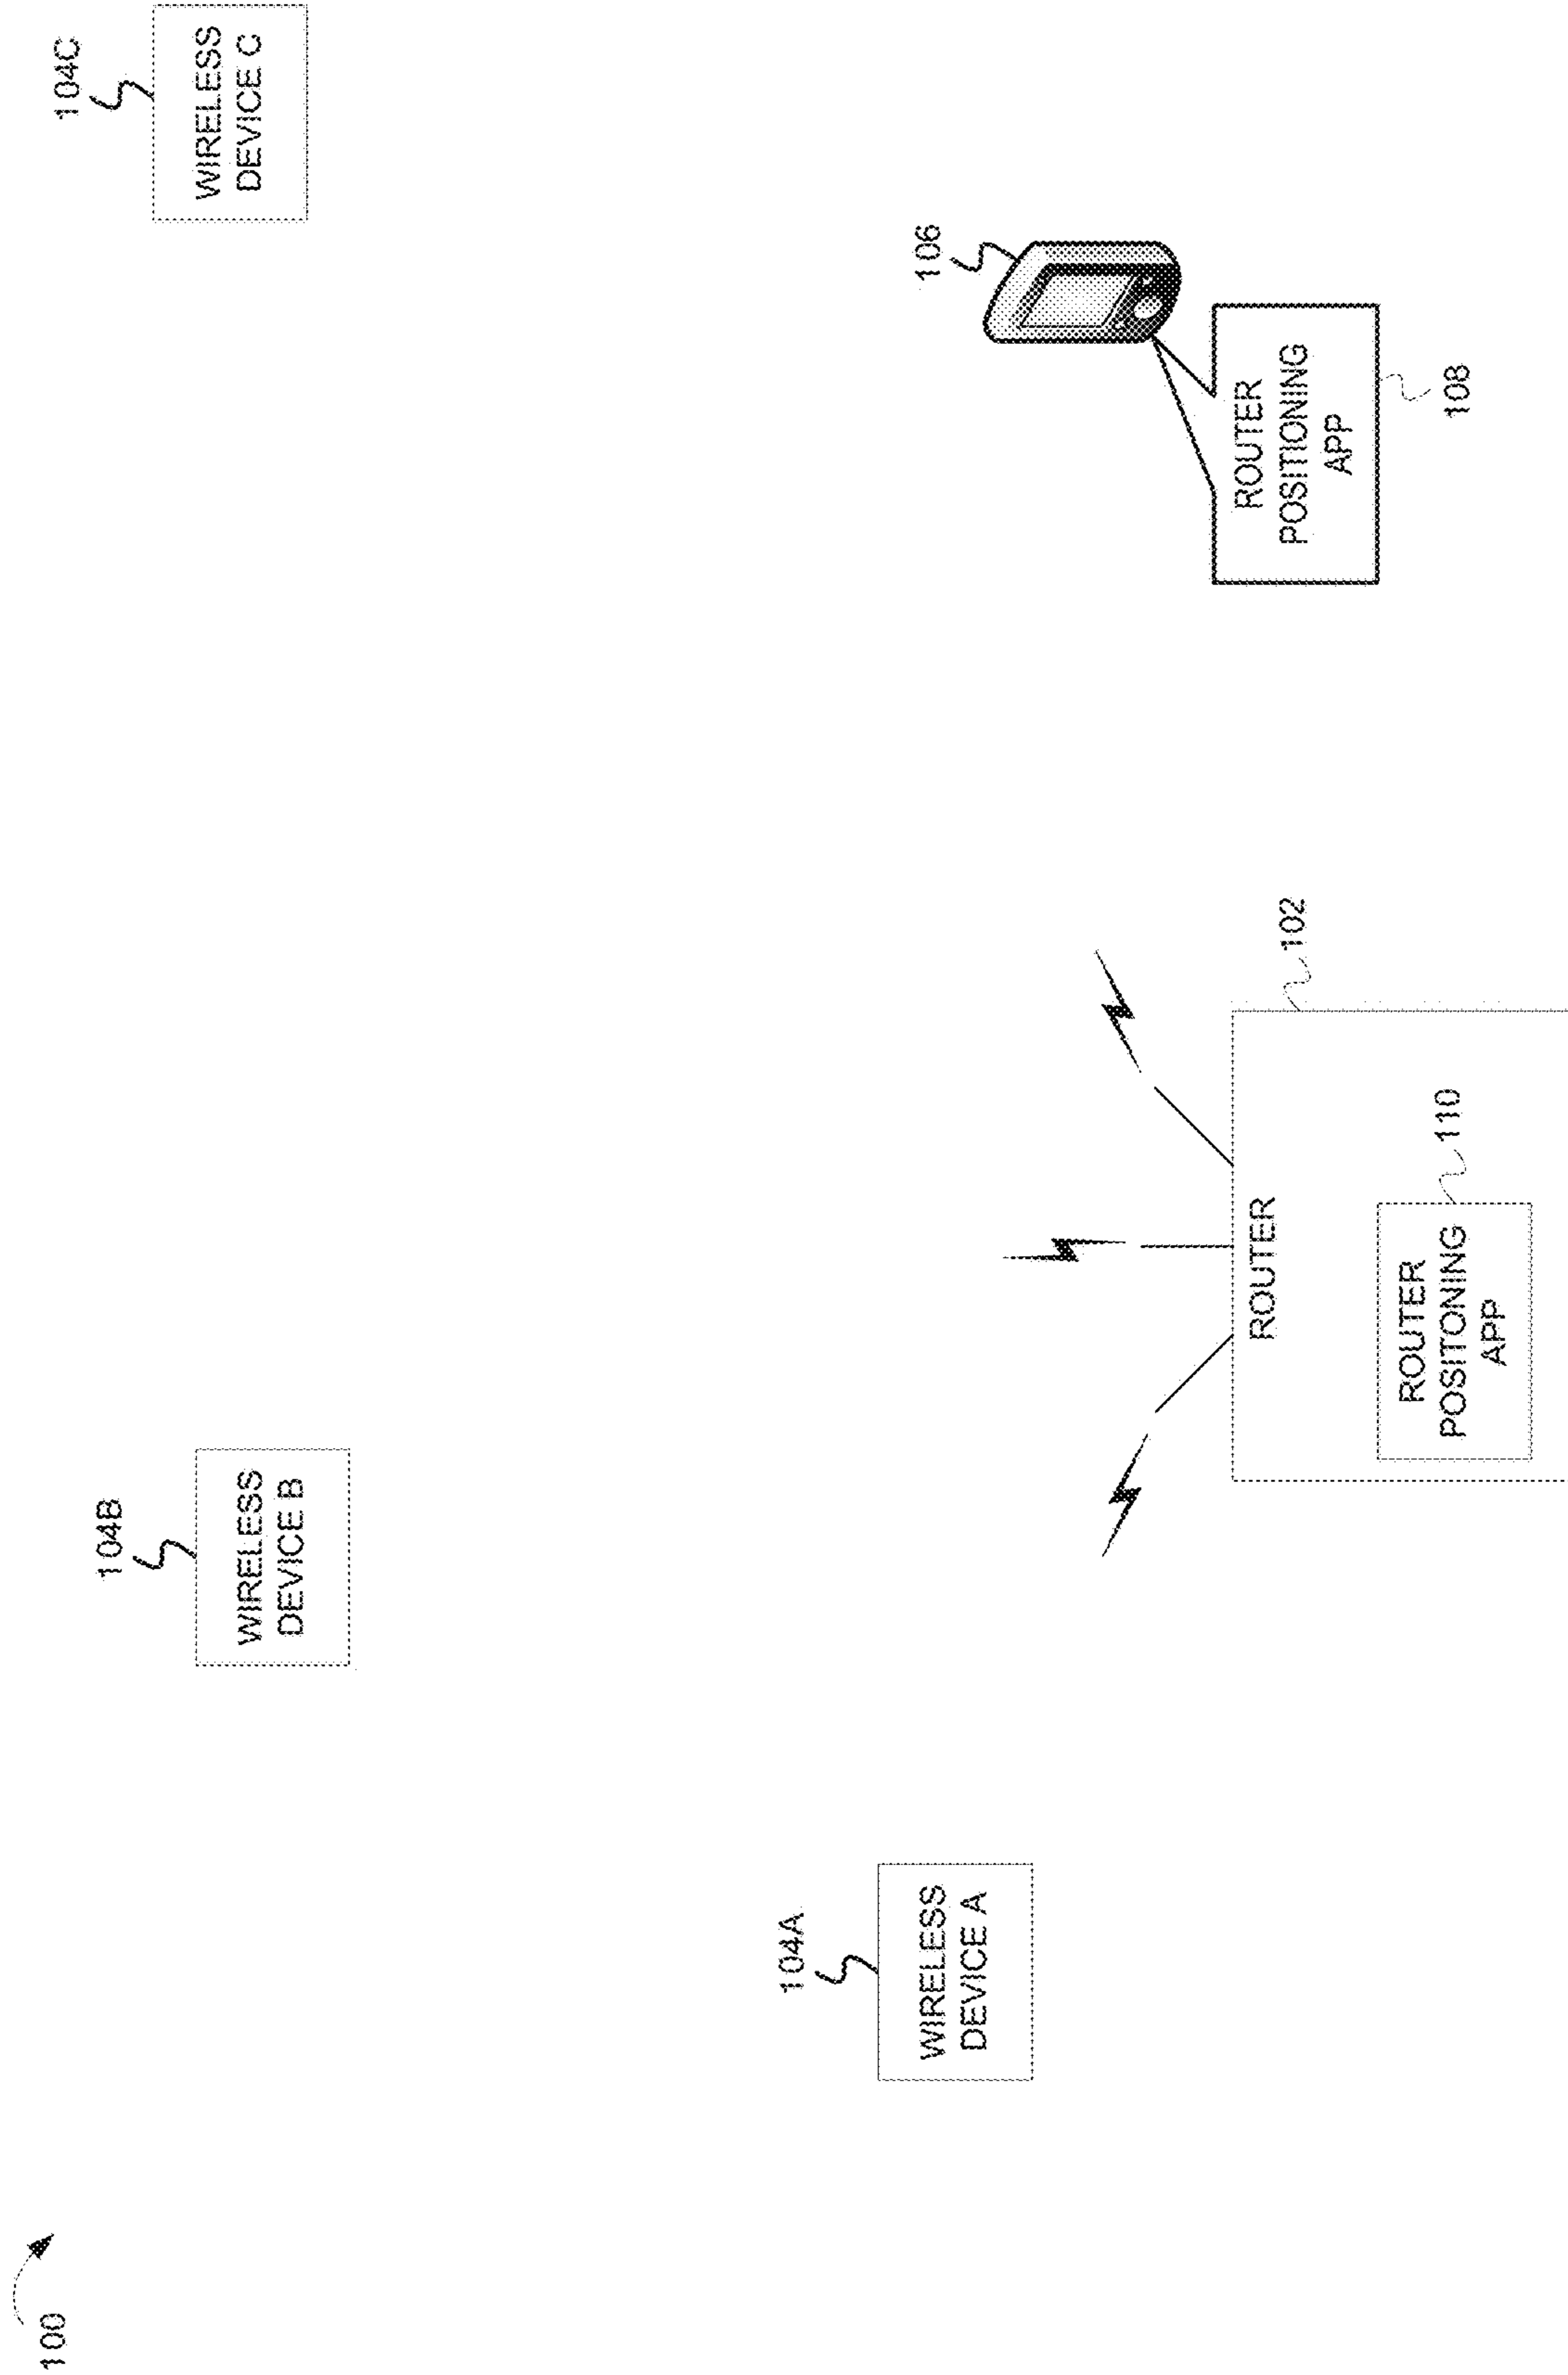 100
104B
WIRELESS
DEVICE B
104C
WIRELESS
DEVICE C
104A
WIRELESS
DEVICE A
106
ROUTER
POSITIONING
APP
108
102
ROUTER
110
ROUTER
POSITONING
APP